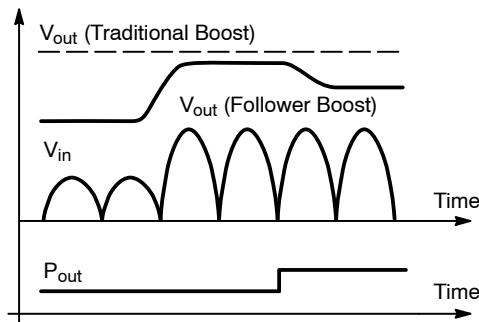 Vout (Traditional Boost)
Vout (Follower Boost)
Vin
Time
Pout
Time